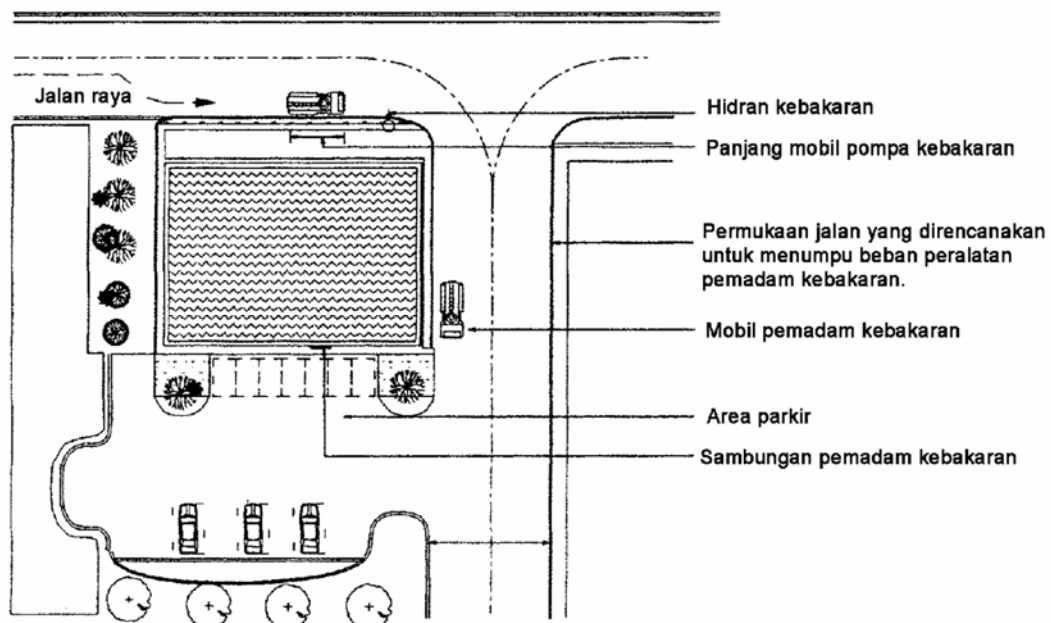 Jalan raya
Hidran kebakaran
Panjang mobil pompa kebakaran
Permukaan jalan yang direncanakan
untuk menumpu beban peralatan
pemadam kebakaran.
Mobil pemadam kebakaran
Area parkir
Sambungan pemadam kebakaran